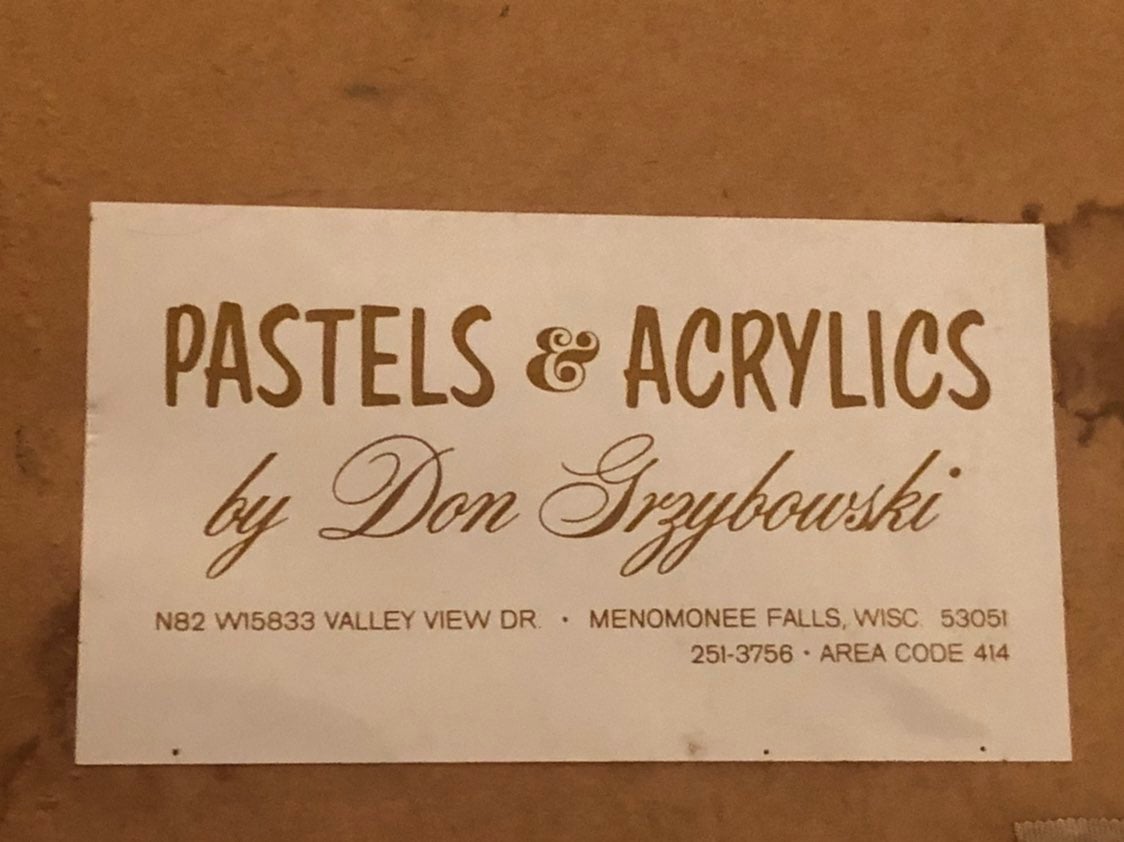 PASTELS & ACRYLICS
by Don Grzybowski
N82 W15833 VALLEY VIEW DR. • MENOMONEE FALLS, WISC. 53051
251-3756 • AREA CODE 414